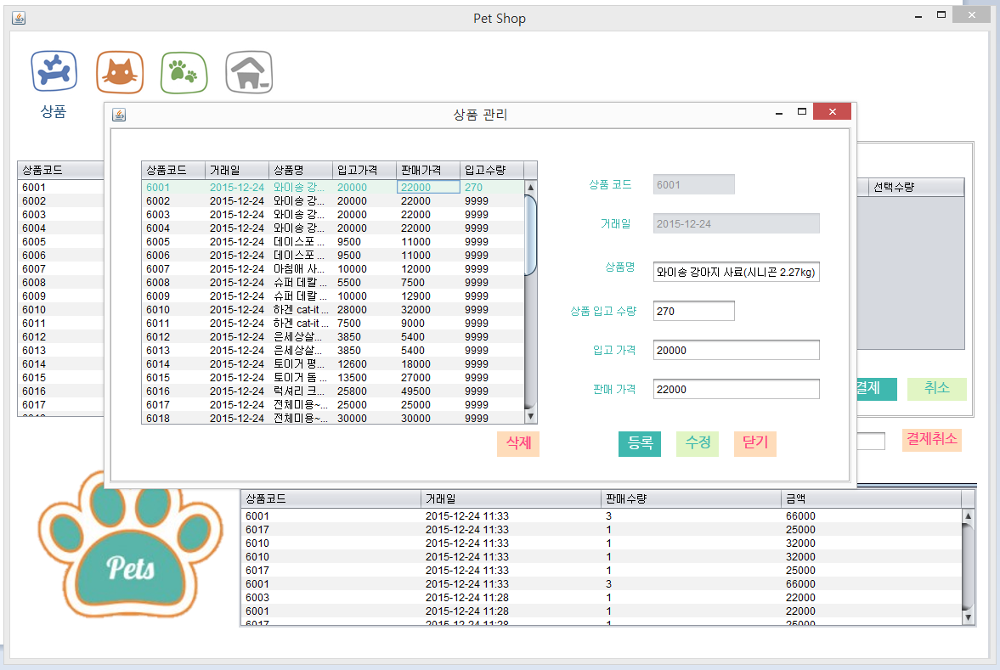 Pet Shop
상품
상품코드
6001
6002
6003
6004
6005
6006
6007
6008
6009
6010
6011
6012
6013
6014
6015
6016
6017
선택수량
결제 취소
결제취소
상품 관리
상품코드 거래일 상품명 입고가격 판매가격 입고수량
6001 2015-12-24 와이송 강... 20000 22000 270
6002 2015-12-24 와이송 강... 20000 22000 9999
6003 2015-12-24 와이송 강... 20000 22000 9999
6004 2015-12-24 와이송 강... 20000 22000 9999
6005 2015-12-24 데이스포 ... 9500 11000 9999
6006 2015-12-24 데이스포 ... 9500 11000 9999
6007 2015-12-24 아침애 사... 10000 12000 9999
6008 2015-12-24 슈퍼 데칼 ... 5500 7500 9999
6009 2015-12-24 슈퍼 데칼 ... 10000 12900 9999
6010 2015-12-24 하겐 cat-it ... 28000 32000 9999
6011 2015-12-24 하겐 cat-it ... 7500 9000 9999
6012 2015-12-24 은세상살... 3850 5400 9999
6013 2015-12-24 은세상살... 3850 5400 9999
6014 2015-12-24 토이거 평... 12600 18000 9999
6015 2015-12-24 토이거 돔 ... 13500 27000 9999
6016 2015-12-24 럭셔리 크... 25800 49500 9999
6017 2015-12-24 전체미용~... 25000 25000 9999
6018 2015-12-24 전체미용~... 30000 30000 9999
삭제
상품 코드 6001
거래일 2015-12-24
상품명 와이송 강아지 사료(시니곤 2.27kg)
상품 입고 수량 270
입고 가격 20000
판매 가격 22000
등록 수정 닫기
Pets
상품코드 거래일 판매수량 금액
6001 2015-12-24 11:33 3 66000
6017 2015-12-24 11:33 1 25000
6010 2015-12-24 11:33 1 32000
6010 2015-12-24 11:33 1 32000
6017 2015-12-24 11:33 1 25000
6001 2015-12-24 11:33 3 66000
6003 2015-12-24 11:28 1 22000
6001 2015-12-24 11:28 1 22000
6017 2015-12-24 11:28 1 25000